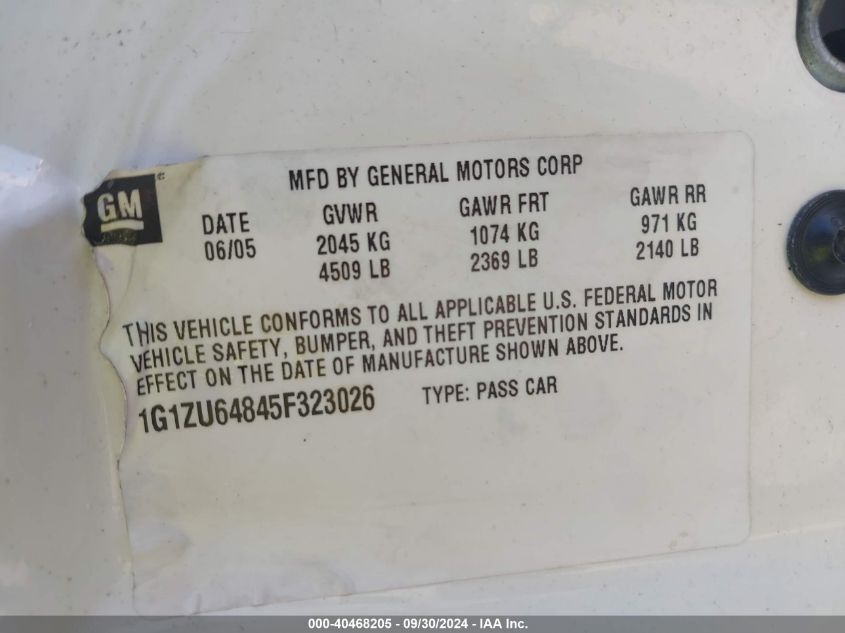 MFD BY GENERAL MOTORS CORP
GM
DATE GVWR GAWR FRT GAWR RR
06/05 2045 KG 1074 KG 971 KG
4509 LB 2369 LB 2140 LB
THIS VEHICLE CONFORMS TO ALL APPLICABLE U.S. FEDERAL MOTOR
VEHICLE SAFETY, BUMPER, AND THEFT PREVENTION STANDARDS IN
EFFECT ON THE DATE OF MANUFACTURE SHOWN ABOVE.
1G1ZU64845F323026 TYPE: PASS CAR
000-40468205 - 09/30/2024 - IAA Inc.